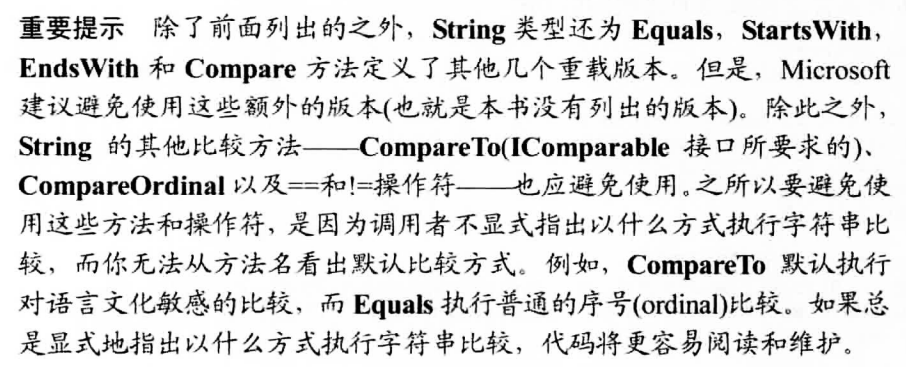 重要提示 除了前面列出的之外，String 类型还为 Equals，StartsWith，
EndsWith 和 Compare 方法定义了其他几个重载版本。但是，Microsoft
建议避免使用这些额外的版本(也就是本书没有列出的版本)。除此之外，
String 的其他比较方法——CompareTo(IComparable 接口所要求的)、
CompareOrdinal 以及==和!=操作符——也应避免使用。之所以要避免使
用这些方法和操作符，是因为调用者不显式指出以什么方式执行字符串比
较，而你无法从方法名看出默认比较方式。例如，CompareTo 默认执行
对语言文化敏感的比较，而 Equals 执行普通的序号(ordinal)比较。如果总
是显式地指出以什么方式执行字符串比较，代码将更容易阅读和维护。